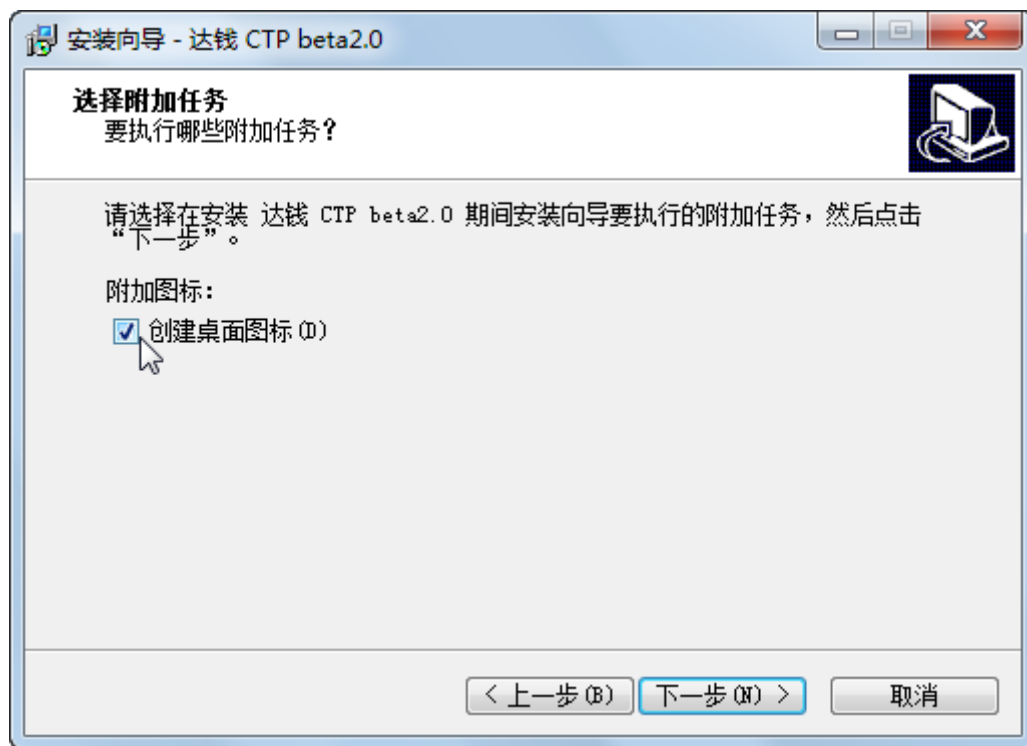 安装向导 - 达钱 CTP beta2.0
选择附加任务
要执行哪些附加任务?
请选择在安装 达钱 CTP beta2.0 期间安装向导要执行的附加任务，然后点击
“下一步”。
附加图标:
创建桌面图标(D)
< 上一步(B)
下一步(N) >
取消